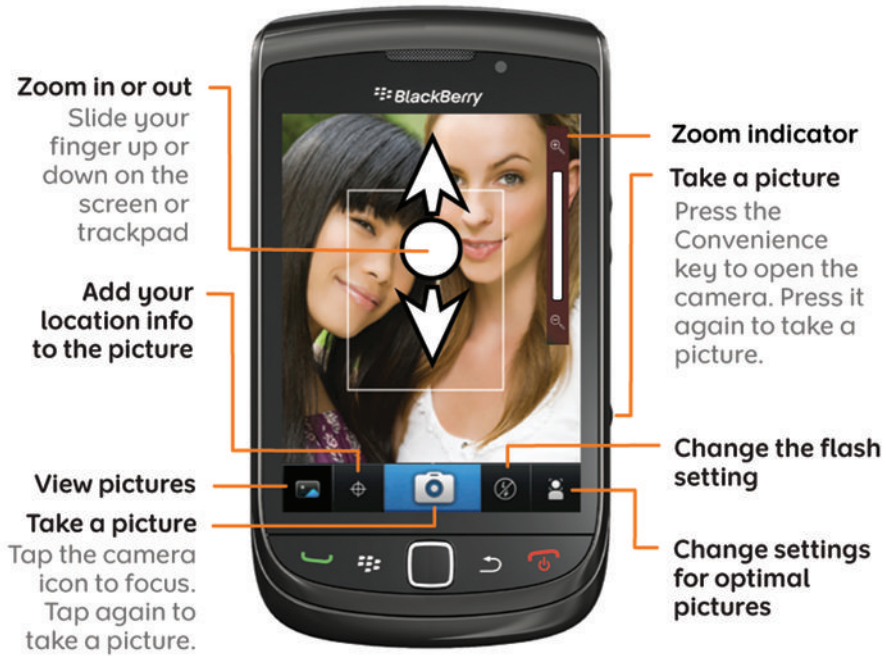 BlackBerry
Zoom in or out
Slide your
finger up or
down on the
screen or
trackpad
Add your
location info
to the picture
View pictures
Take a picture
Tap the camera
icon to focus.
Tap again to
take a picture.
Zoom indicator
Take a picture
Press the
Convenience
key to open the
camera. Press it
again to take a
picture.
Change the flash
setting
Change settings
for optimal
pictures